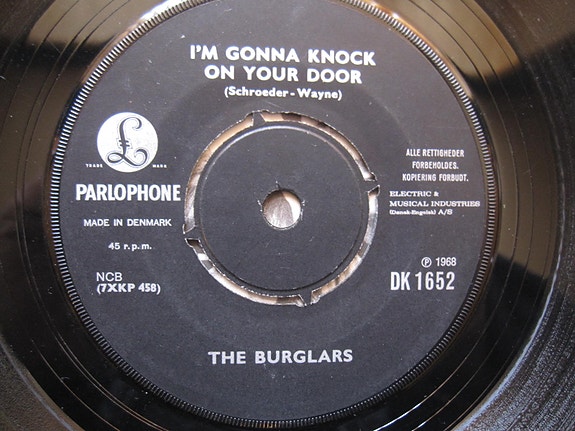 I'M GONNA KNOCK
ON YOUR DOOR
(Schroeder - Wayne)
£
TRADE MARK
PARLOPHONE
MADE IN DENMARK
45 r.p.m.
NCB
(7XKP 458)
ALLE RETTIGHEDER
FORBEHOLDES.
KOPIERING FORBUDT.
ELECTRIC &
MUSICAL INDUSTRIES
(Dansk-Engelsk) A/S
℗ 1968
DK 1652
THE BURGLARS